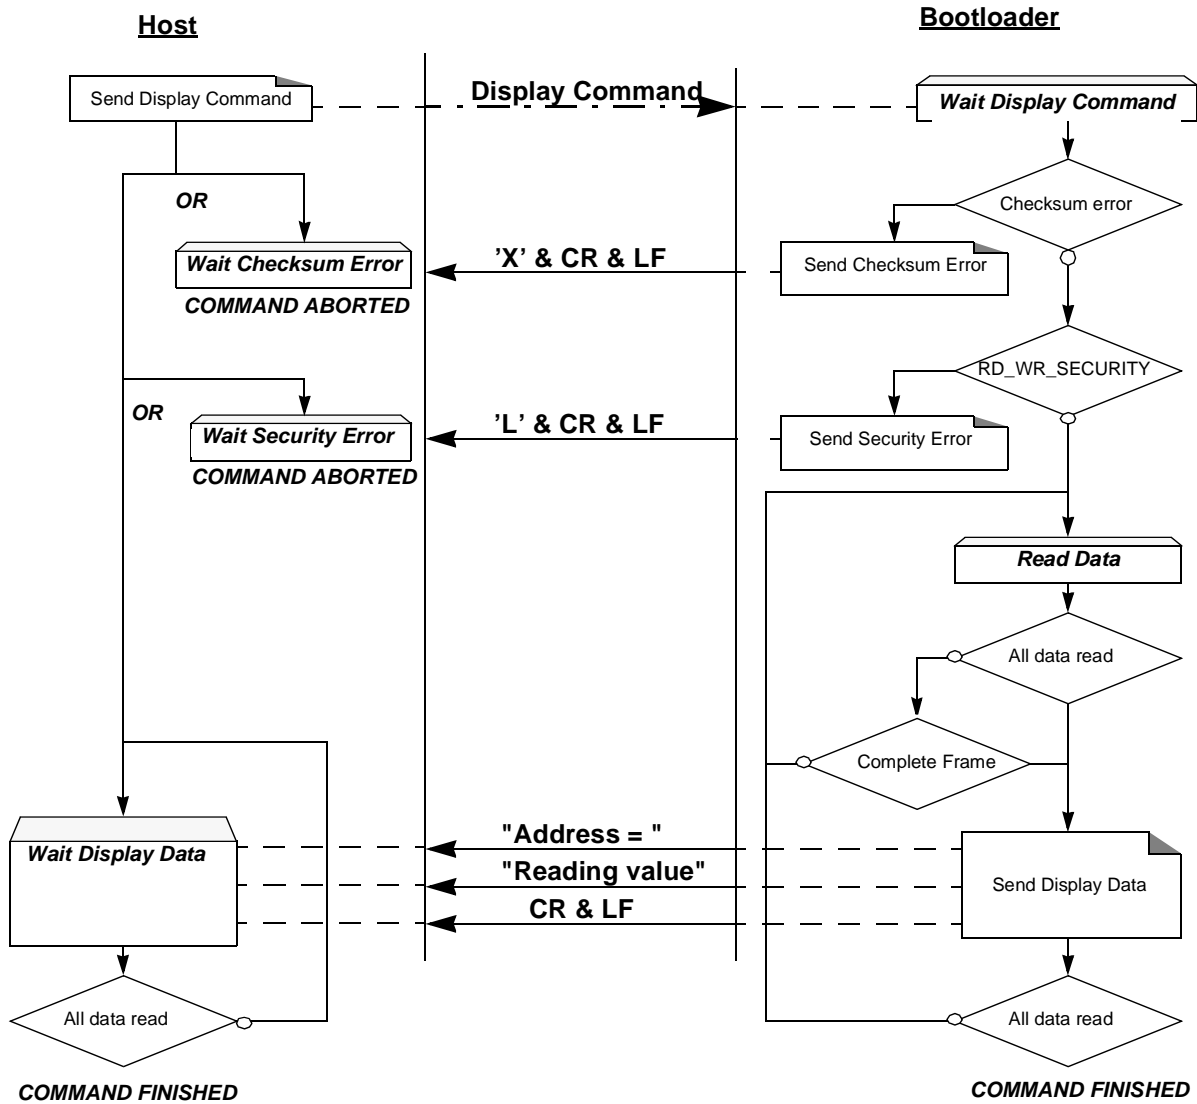 Host
Bootloader
Send Display Command
Display Command
Wait Display Command
OR
Checksum error
Wait Checksum Error
’X’ & CR & LF
Send Checksum Error
COMMAND ABORTED
RD_WR_SECURITY
OR
Wait Security Error
’L’ & CR & LF
Send Security Error
COMMAND ABORTED
Read Data
All data read
Complete Frame
"Address = "
Wait Display Data
"Reading value"
Send Display Data
CR & LF
All data read
All data read
COMMAND FINISHED
COMMAND FINISHED